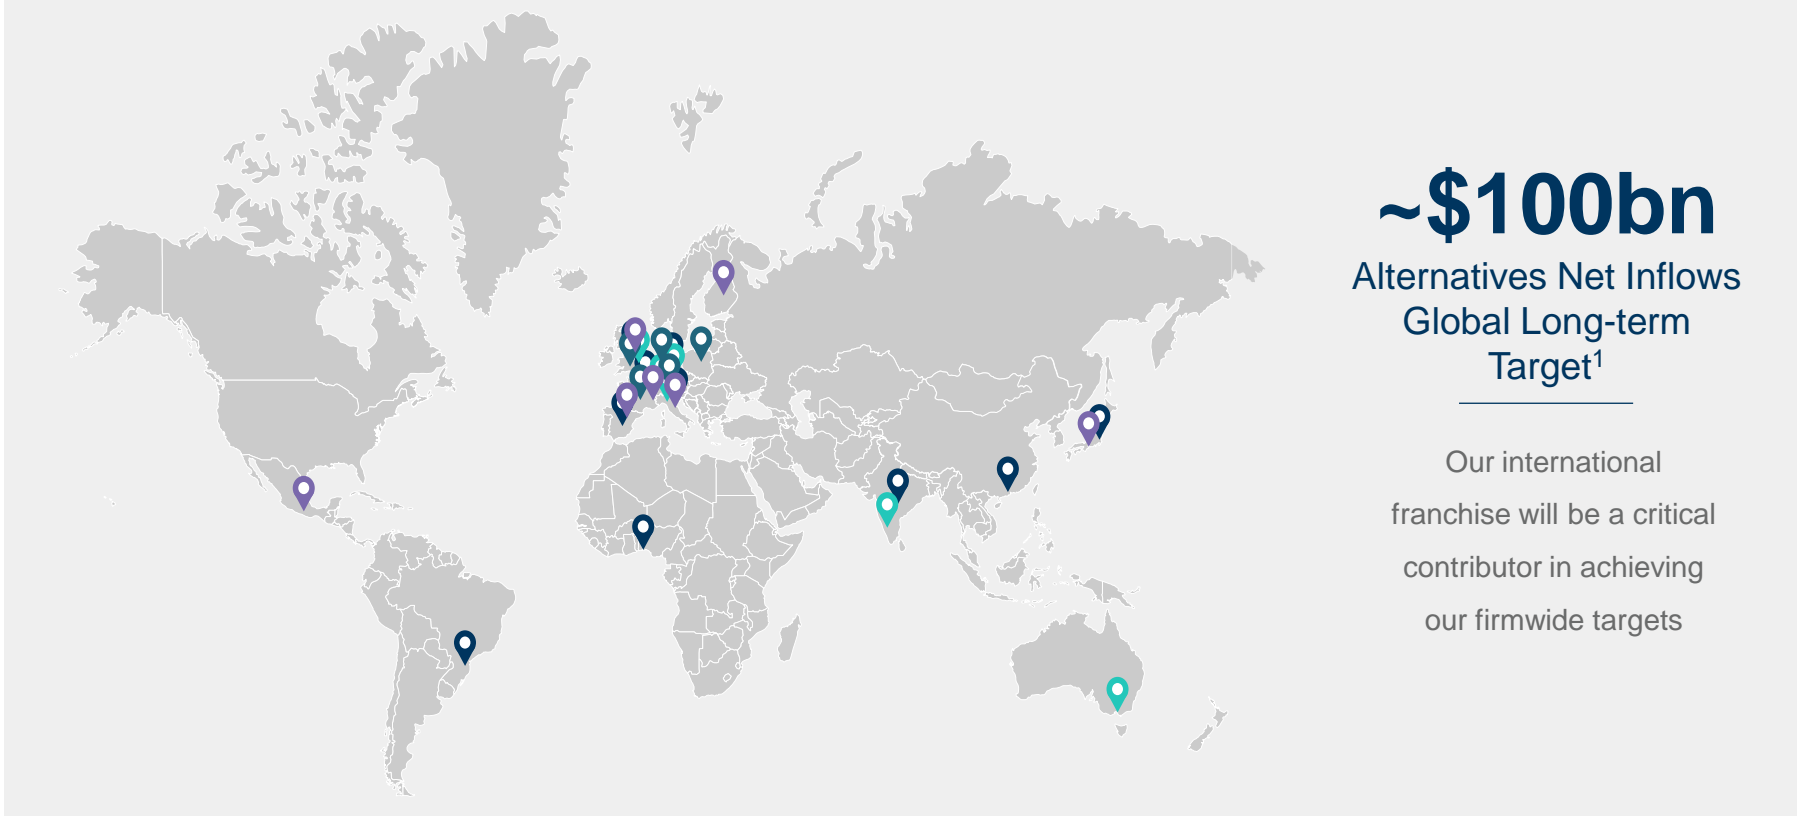 ~$100bn
Alternatives Net Inflows
Global Long-term
Target¹
Our international
franchise will be a critical
contributor in achieving
our firmwide targets